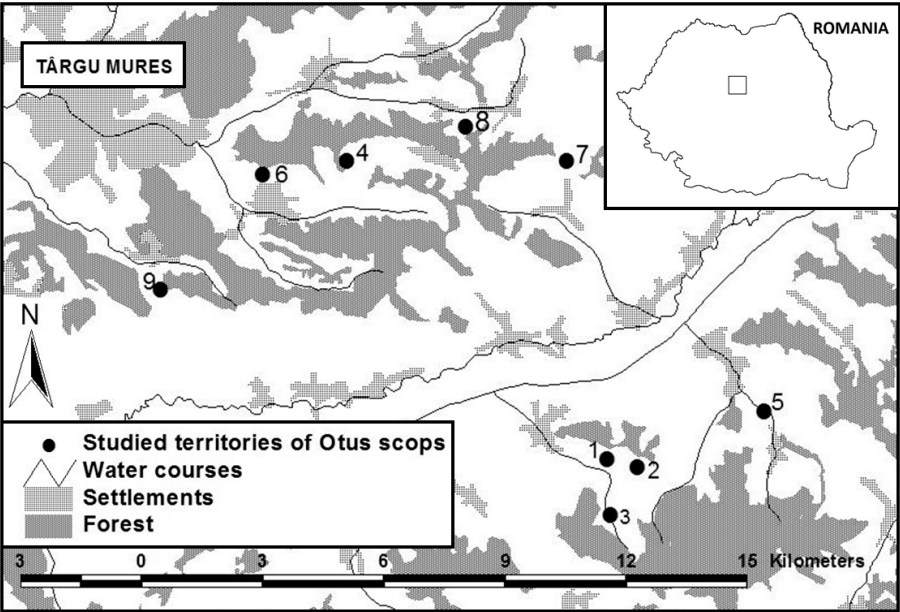 ROMANIA
TÂRGU MURES
8
4
7
6
9
N
5
1
2
3
Studied territories of Otus scops
Water courses
Settlements
Forest
3 0 3 6 9 12 15 Kilometers